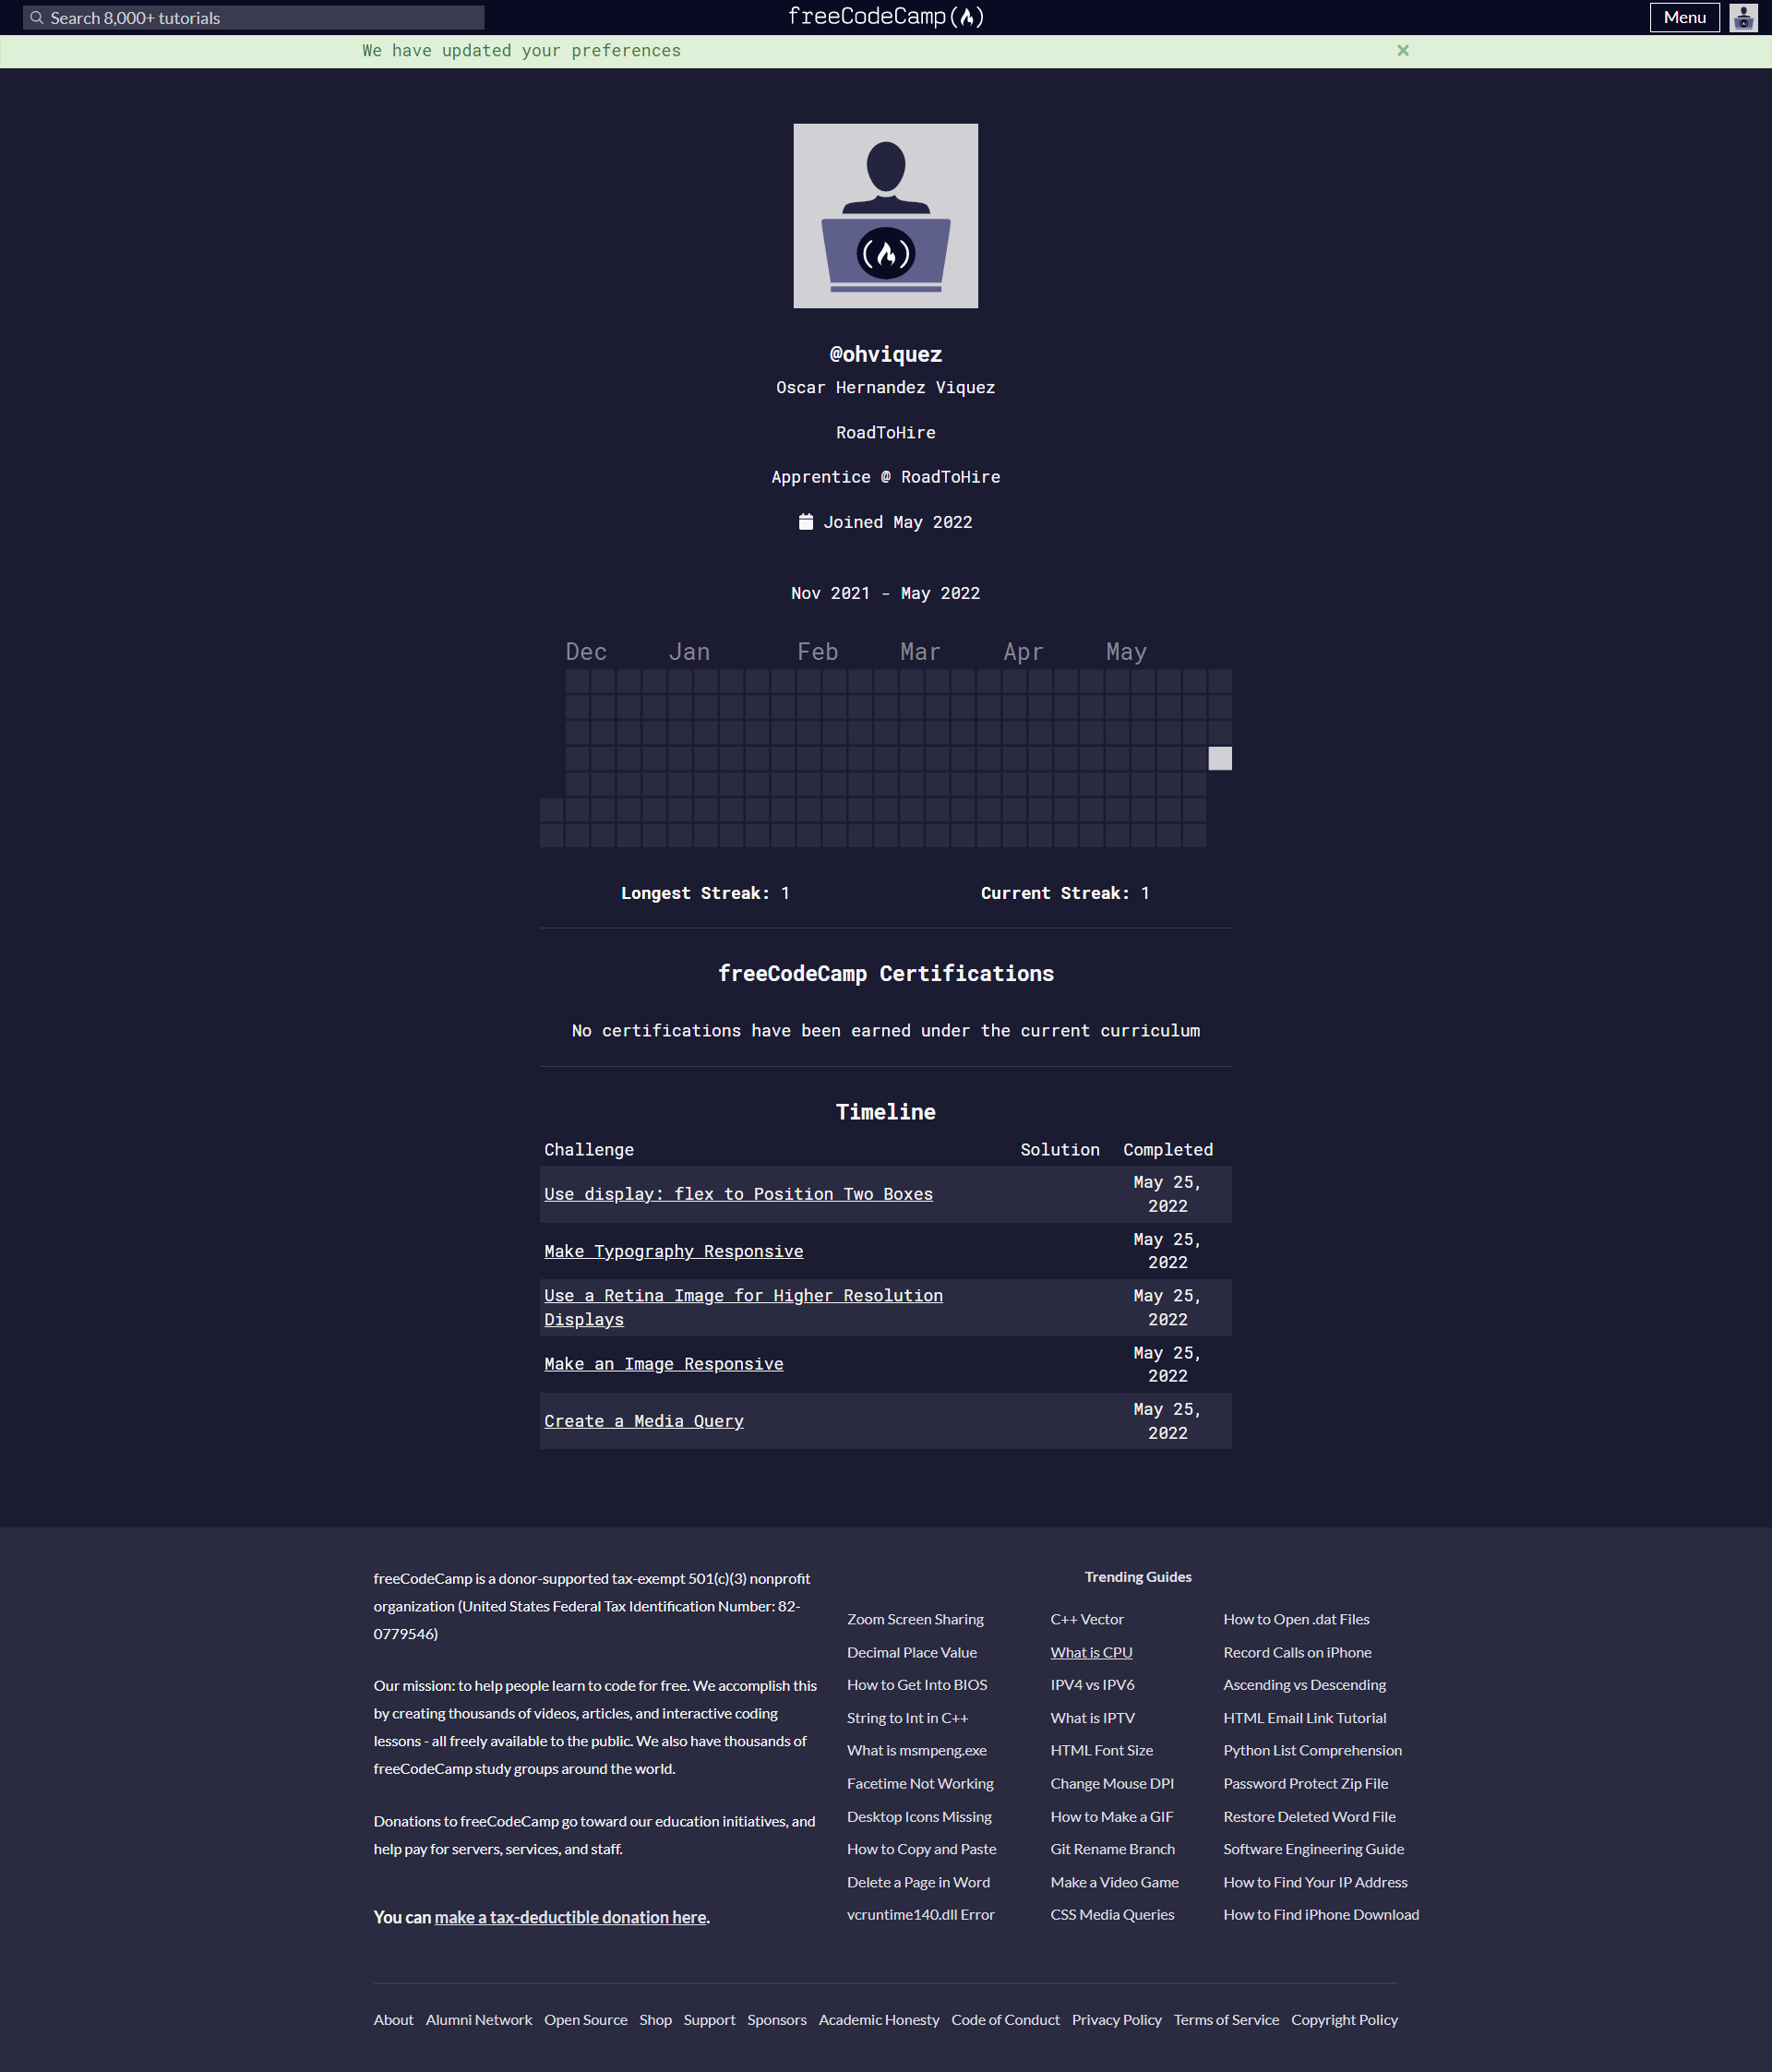 Search 8,000+ tutorials
freeCodeCamp
Menu
We have updated your preferences
×
@ohviquez
Oscar Hernandez Viquez
RoadToHire
Apprentice @ RoadToHire
Joined May 2022
Nov 2021 - May 2022
Dec Jan Feb Mar Apr May
Longest Streak: 1 Current Streak: 1
freeCodeCamp Certifications
No certifications have been earned under the current curriculum
Timeline
Challenge Solution Completed
Use display: flex to Position Two Boxes May 25,
2022
Make Typography Responsive May 25,
2022
Use a Retina Image for Higher Resolution May 25,
Displays 2022
Make an Image Responsive May 25,
2022
Create a Media Query May 25,
2022
freeCodeCamp is a donor-supported tax-exempt 501(c)(3) nonprofit
organization (United States Federal Tax Identification Number: 82-
0779546)
Our mission: to help people learn to code for free. We accomplish this
by creating thousands of videos, articles, and interactive coding
lessons - all freely available to the public. We also have thousands of
freeCodeCamp study groups around the world.
Donations to freeCodeCamp go toward our education initiatives, and
help pay for servers, services, and staff.
You can make a tax-deductible donation here.
Trending Guides
Zoom Screen Sharing C++ Vector How to Open .dat Files
Decimal Place Value What is CPU Record Calls on iPhone
How to Get Into BIOS IPV4 vs IPV6 Ascending vs Descending
String to Int in C++ What is IPTV HTML Email Link Tutorial
What is msmpeng.exe HTML Font Size Python List Comprehension
Facetime Not Working Change Mouse DPI Password Protect Zip File
Desktop Icons Missing How to Make a GIF Restore Deleted Word File
How to Copy and Paste Git Rename Branch Software Engineering Guide
Delete a Page in Word Make a Video Game How to Find Your IP Address
vcruntime140.dll Error CSS Media Queries How to Find iPhone Download
About Alumni Network Open Source Shop Support Sponsors Academic Honesty Code of Conduct Privacy Policy Terms of Service Copyright Policy